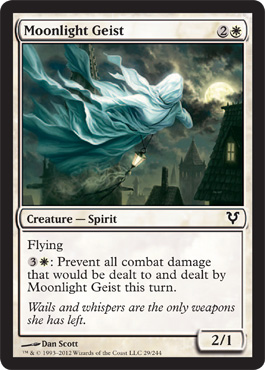 Moonlight Geist 2
Creature — Spirit
Flying
3: Prevent all combat damage
that would be dealt to and dealt by
Moonlight Geist this turn.
Wails and whispers are the only weapons
she has left.
Dan Scott
™ & © 1993–2012 Wizards of the Coast LLC 29/244
2/1